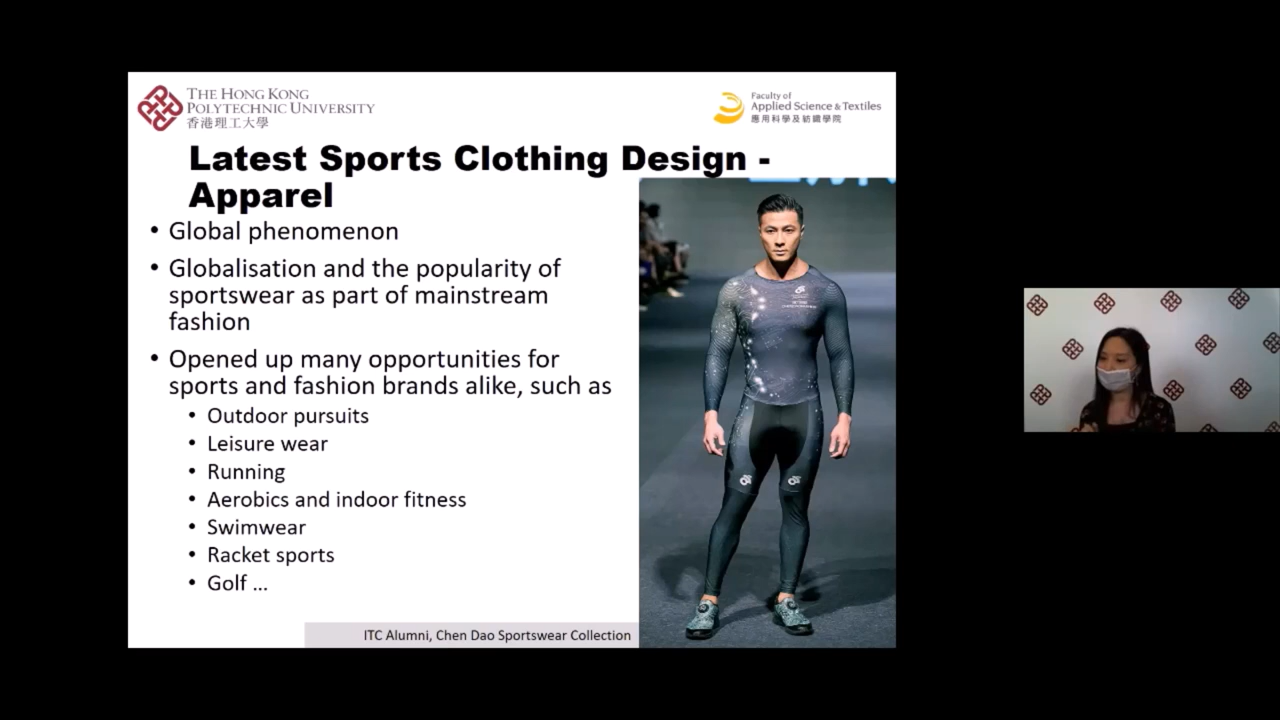 THE HONG KONG
POLYTECHNIC UNIVERSITY
香港理工大學
Faculty of
Applied Science & Textiles
應用科學及紡織學院
Latest Sports Clothing Design -
Apparel
• Global phenomenon
• Globalisation and the popularity of
sportswear as part of mainstream
fashion
• Opened up many opportunities for
sports and fashion brands alike, such as
• Outdoor pursuits
• Leisure wear
• Running
• Aerobics and indoor fitness
• Swimwear
• Racket sports
• Golf ...
ITC Alumni, Chen Dao Sportswear Collection